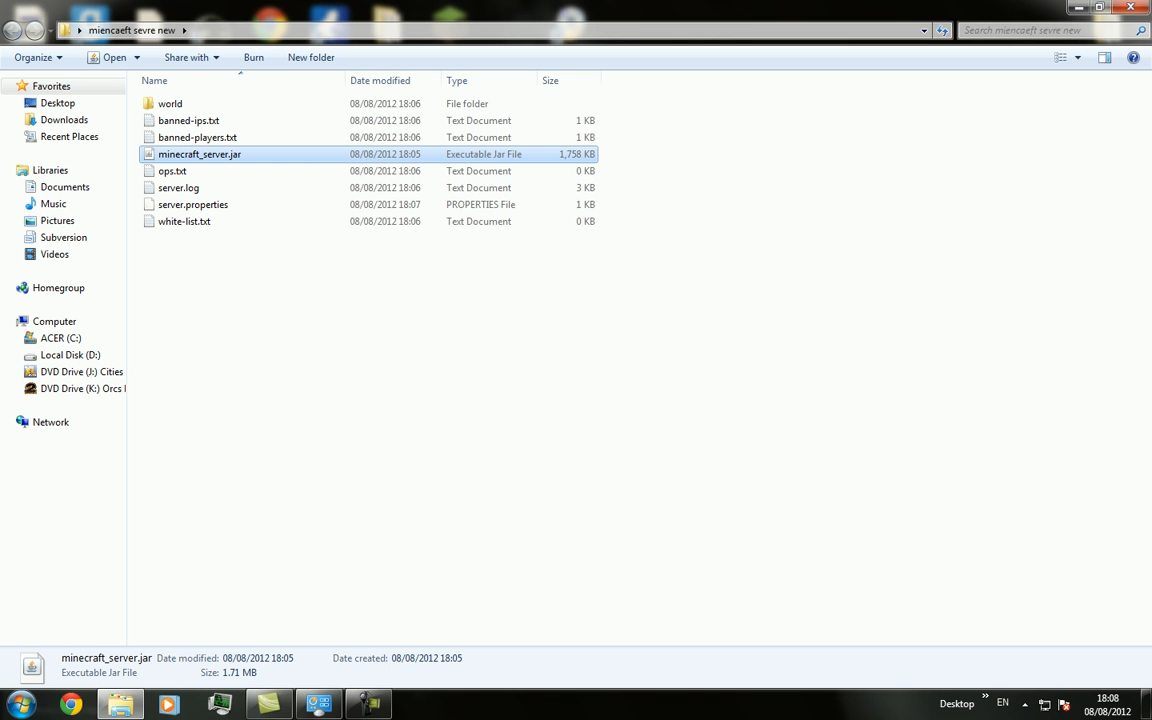 miencaeft sevre new
Search miencaeft sevre new
Organize Open Share with Burn New folder
Name Date modified Type Size
Favorites
Desktop
Downloads
Recent Places
Libraries
Documents
Music
Pictures
Subversion
Videos
Homegroup
Computer
ACER (C:)
Local Disk (D:)
DVD Drive (J:) Cities
DVD Drive (K:) Orcs
Network
world 08/08/2012 18:06 File folder
banned-ips.txt 08/08/2012 18:06 Text Document 1 KB
banned-players.txt 08/08/2012 18:06 Text Document 1 KB
minecraft_server.jar 08/08/2012 18:05 Executable Jar File 1,758 KB
ops.txt 08/08/2012 18:06 Text Document 0 KB
server.log 08/08/2012 18:06 Text Document 3 KB
server.properties 08/08/2012 18:07 PROPERTIES File 1 KB
white-list.txt 08/08/2012 18:06 Text Document 0 KB
minecraft_server.jar Date modified: 08/08/2012 18:05 Date created: 08/08/2012 18:05
Executable Jar File Size: 1.71 MB
Desktop » EN 18:08
08/08/2012